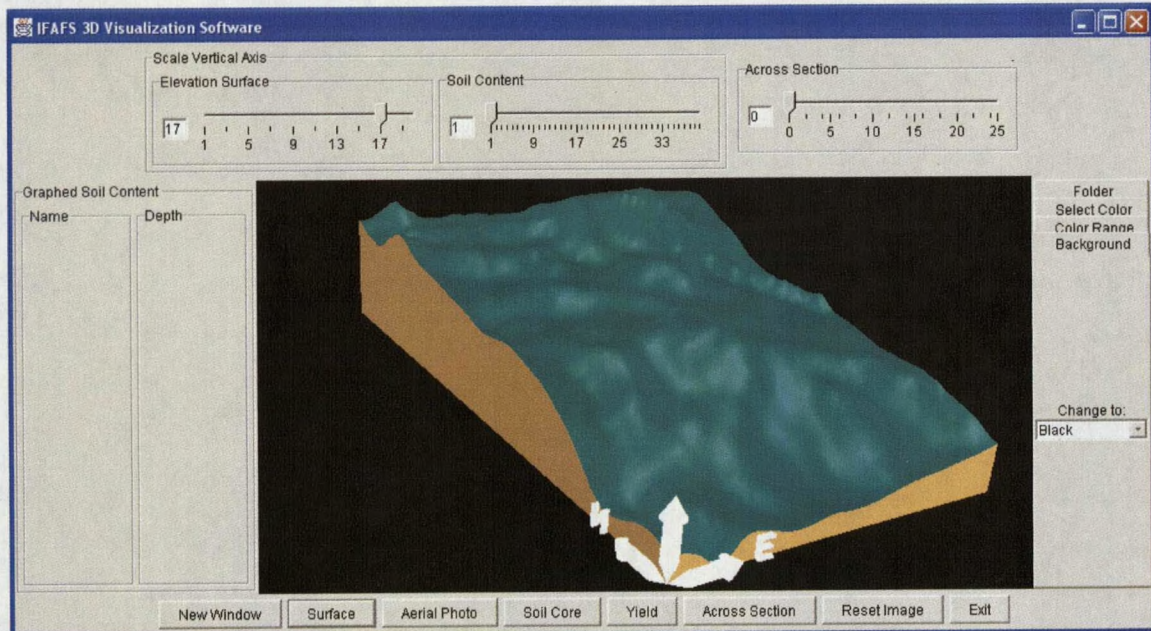 IFAFS 3D Visualization Software
Scale Vertical Axis
Elevation Surface
17
1 5 9 13 17
Soil Content
1
1 9 17 25 33
Across Section
0
0 5 10 15 20 25
Graphed Soil Content
Name
Depth
Folder
Select Color
Color Range
Background
Change to:
Black
N
E
New Window
Surface
Aerial Photo
Soil Core
Yield
Across Section
Reset Image
Exit